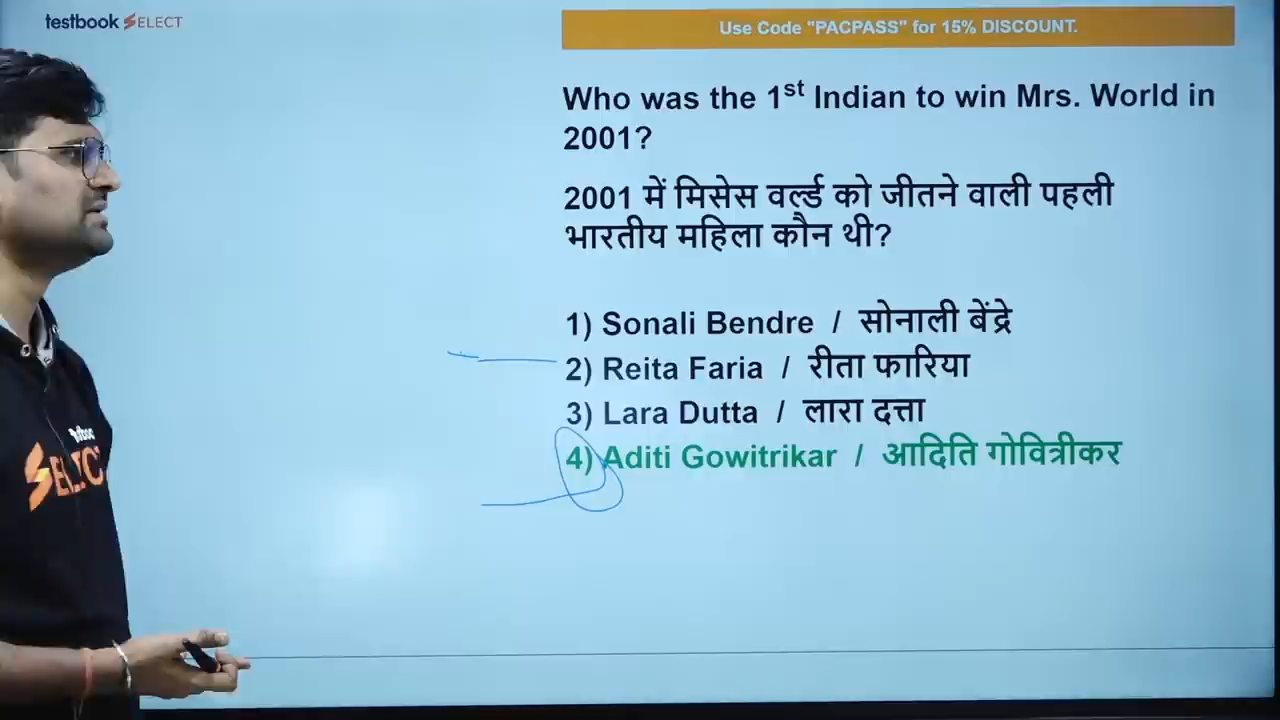 testbook SELECT
Use Code "PACPASS" for 15% DISCOUNT.
Who was the 1st Indian to win Mrs. World in
2001?
2001 में मिसेस वर्ल्ड को जीतने वाली पहली
भारतीय महिला कौन थी?
1) Sonali Bendre / सोनाली बेंद्रे
2) Reita Faria / रीता फारिया
3) Lara Dutta / लारा दत्ता
4) Aditi Gowitrikar / आदिति गोवित्रीकर
SELECT